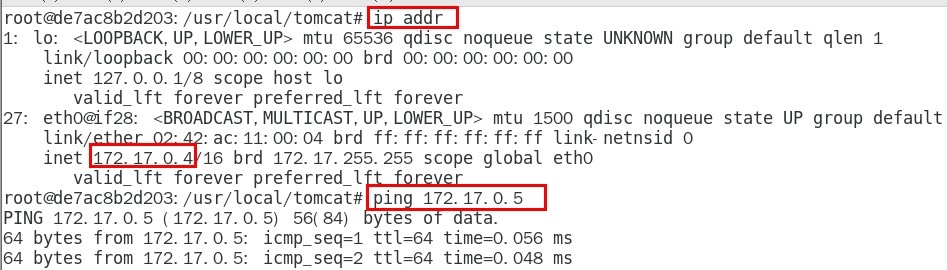 root@de7ac8b2d203:/usr/local/tomcat# ip addr
1: lo: <LOOPBACK,UP,LOWER_UP> mtu 65536 qdisc noqueue state UNKNOWN group default qlen 1
link/loopback 00:00:00:00:00:00 brd 00:00:00:00:00:00
inet 127.0.0.1/8 scope host lo
valid_lft forever preferred_lft forever
27: eth0@if28: <BROADCAST,MULTICAST,UP,LOWER_UP> mtu 1500 qdisc noqueue state UP group default
link/ether 02:42:ac:11:00:04 brd ff:ff:ff:ff:ff:ff link-netnsid 0
inet 172.17.0.4/16 brd 172.17.255.255 scope global eth0
valid_lft forever preferred_lft forever
root@de7ac8b2d203:/usr/local/tomcat# ping 172.17.0.5
PING 172.17.0.5 (172.17.0.5) 56(84) bytes of data.
64 bytes from 172.17.0.5: icmp_seq=1 ttl=64 time=0.056 ms
64 bytes from 172.17.0.5: icmp_seq=2 ttl=64 time=0.048 ms